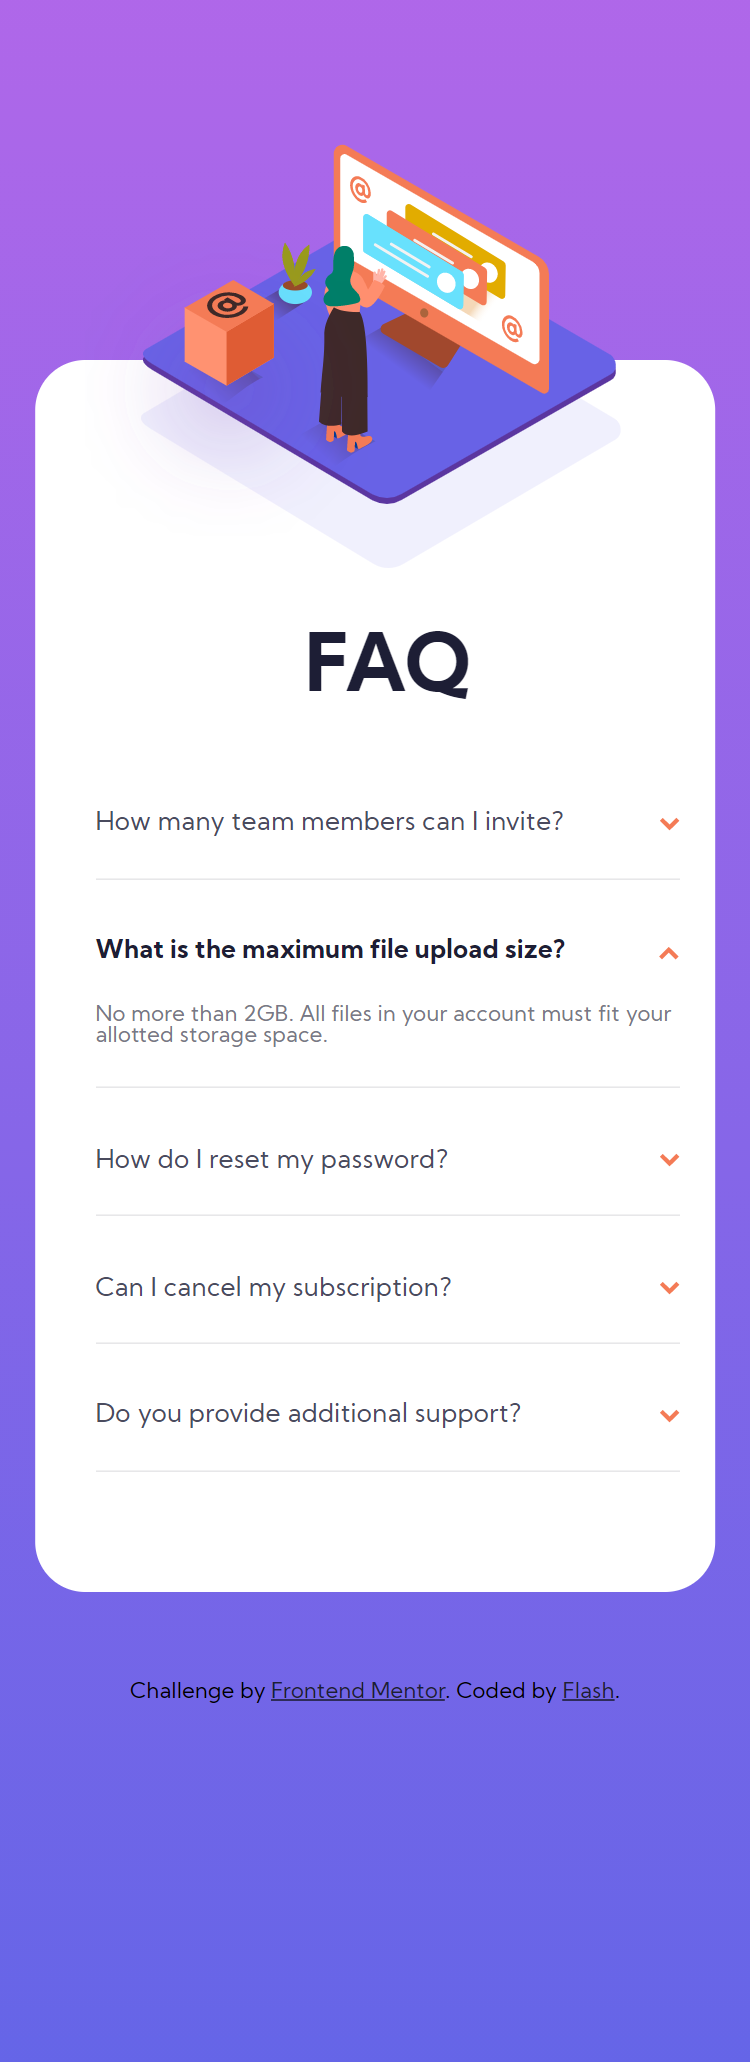 @
@
@
FAQ
How many team members can I invite?
What is the maximum file upload size?
No more than 2GB. All files in your account must fit your
allotted storage space.
How do I reset my password?
Can I cancel my subscription?
Do you provide additional support?
Challenge by Frontend Mentor. Coded by Flash.